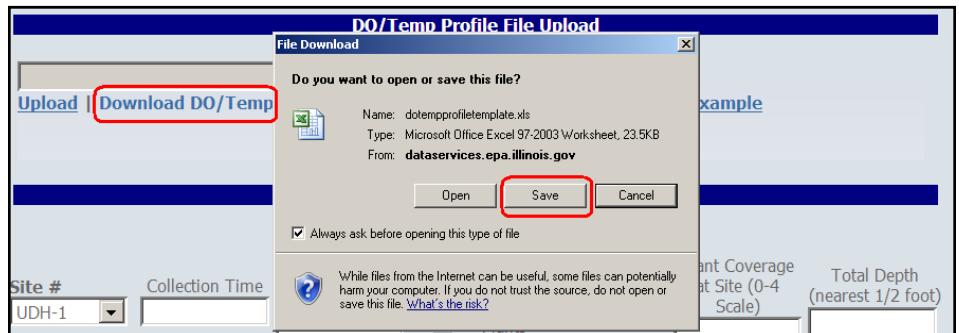 DO/Temp Profile File Upload
File Download
Do you want to open or save this file?
Upload | Download DO/Temp
xample
Name: dotempprofiletemplate.xls
Type: Microsoft Office Excel 97-2003 Worksheet, 23.5KB
From: dataservices.epa.illinois.gov
Open Save Cancel
Always ask before opening this type of file
While files from the Internet can be useful, some files can potentially
harm your computer. If you do not trust the source, do not open or
save this file. What's the risk?
Site #
Collection Time
ant Coverage
at Site (0-4
Scale)
Total Depth
(nearest 1/2 foot)
UDH-1